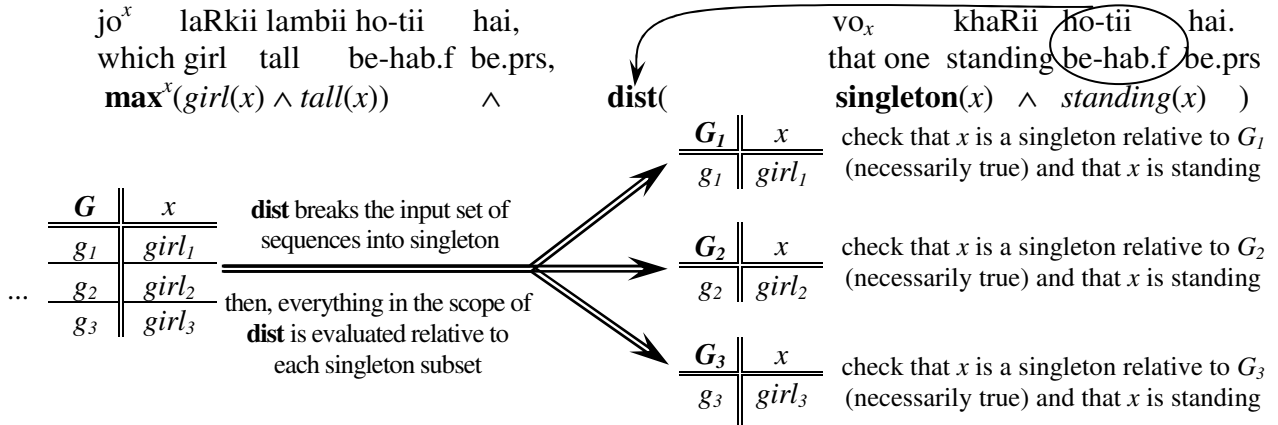 jo^x laRkii lambii ho-tii hai, vo_x khaRii ho-tii hai.
which girl tall be-hab.f be.prs, that one standing be-hab.f be.prs
max^x(girl(x) ∧ tall(x)) ∧ dist( singleton(x) ∧ standing(x) )
G_1 x
g_1 girl_1
check that x is a singleton relative to G_1
(necessarily true) and that x is standing
...
G x
g_1 girl_1
g_2 girl_2
g_3 girl_3
dist breaks the input set of
sequences into singleton
then, everything in the scope of
dist is evaluated relative to
each singleton subset
G_2 x
g_2 girl_2
check that x is a singleton relative to G_2
(necessarily true) and that x is standing
G_3 x
g_3 girl_3
check that x is a singleton relative to G_3
(necessarily true) and that x is standing